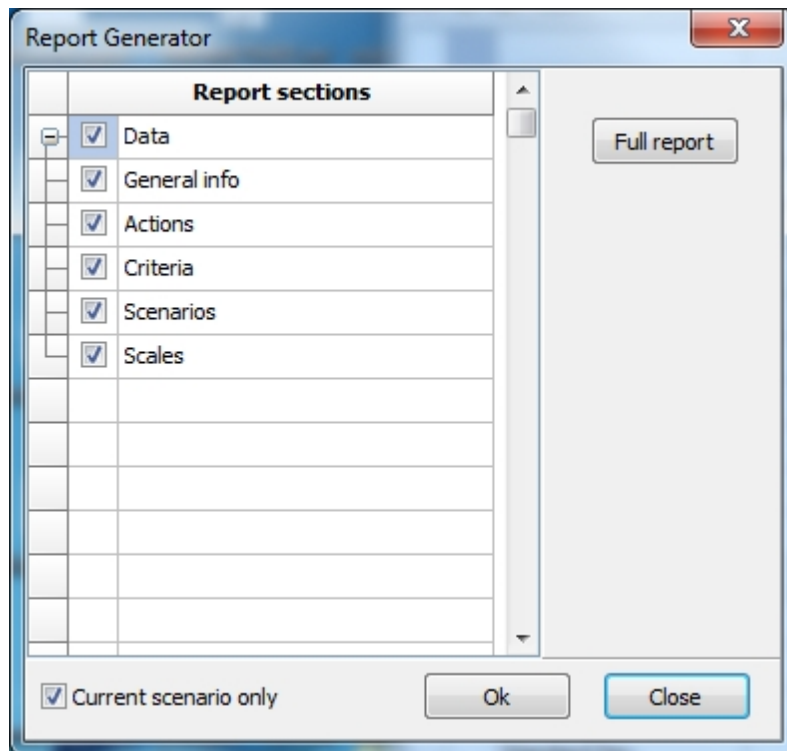 Report Generator
Report sections
Full report
Data
General info
Actions
Criteria
Scenarios
Scales
Current scenario only
Ok
Close